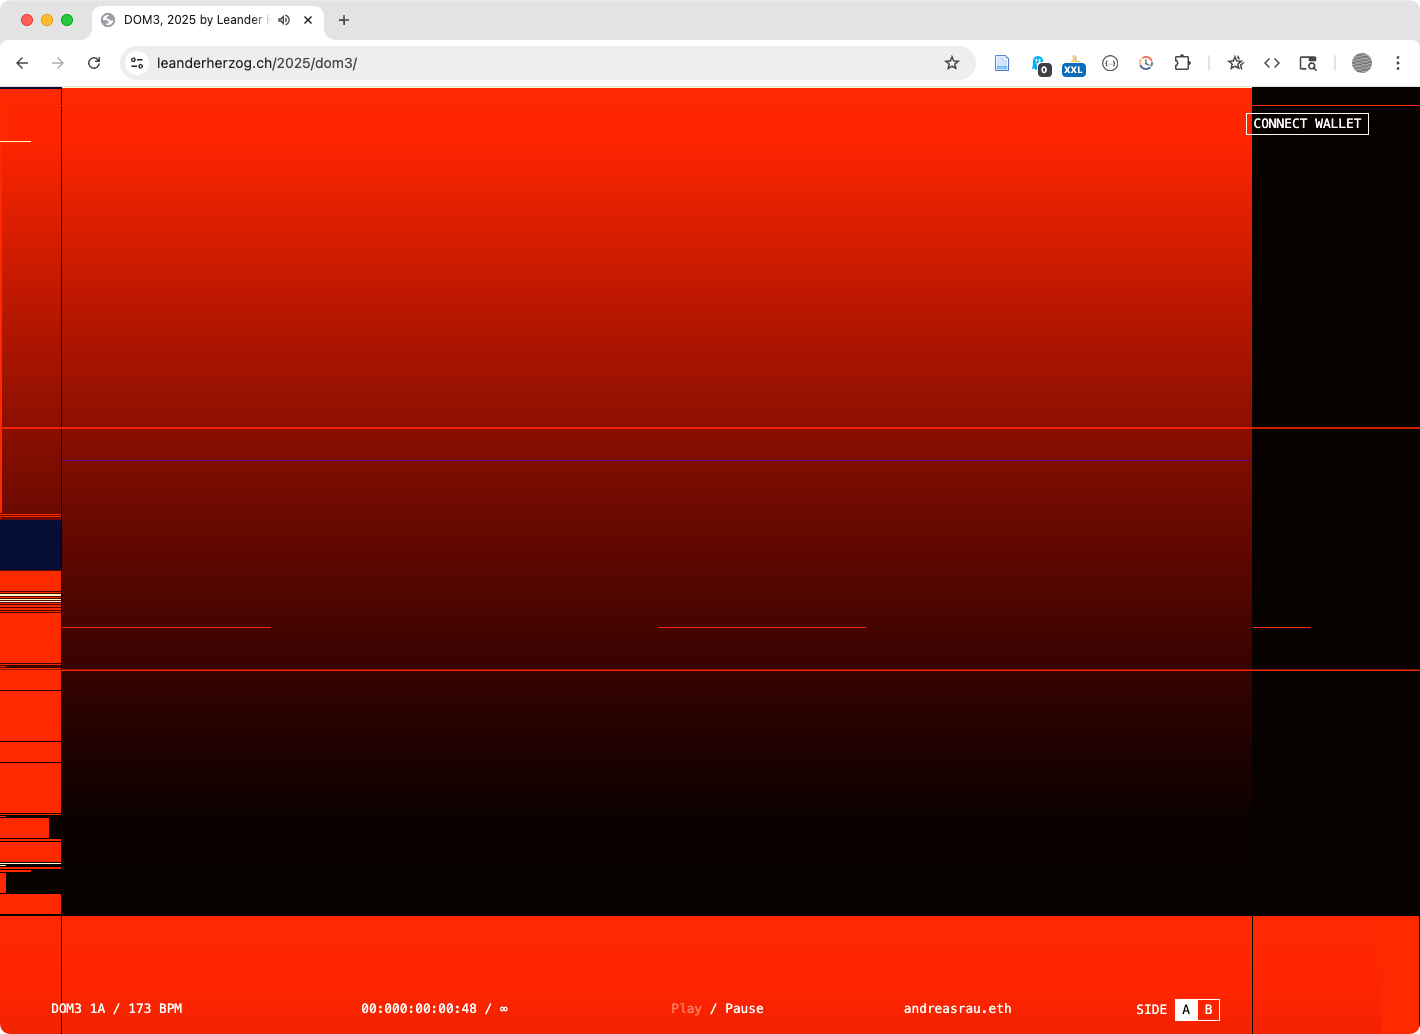 DOM3, 2025 by Leander
leanderherzog.ch/2025/dom3/
0
XXL
CONNECT WALLET
DOM3 1A / 173 BPM
00:000:00:00:48 / ∞
Play / Pause
andreasrau.eth
SIDE A B